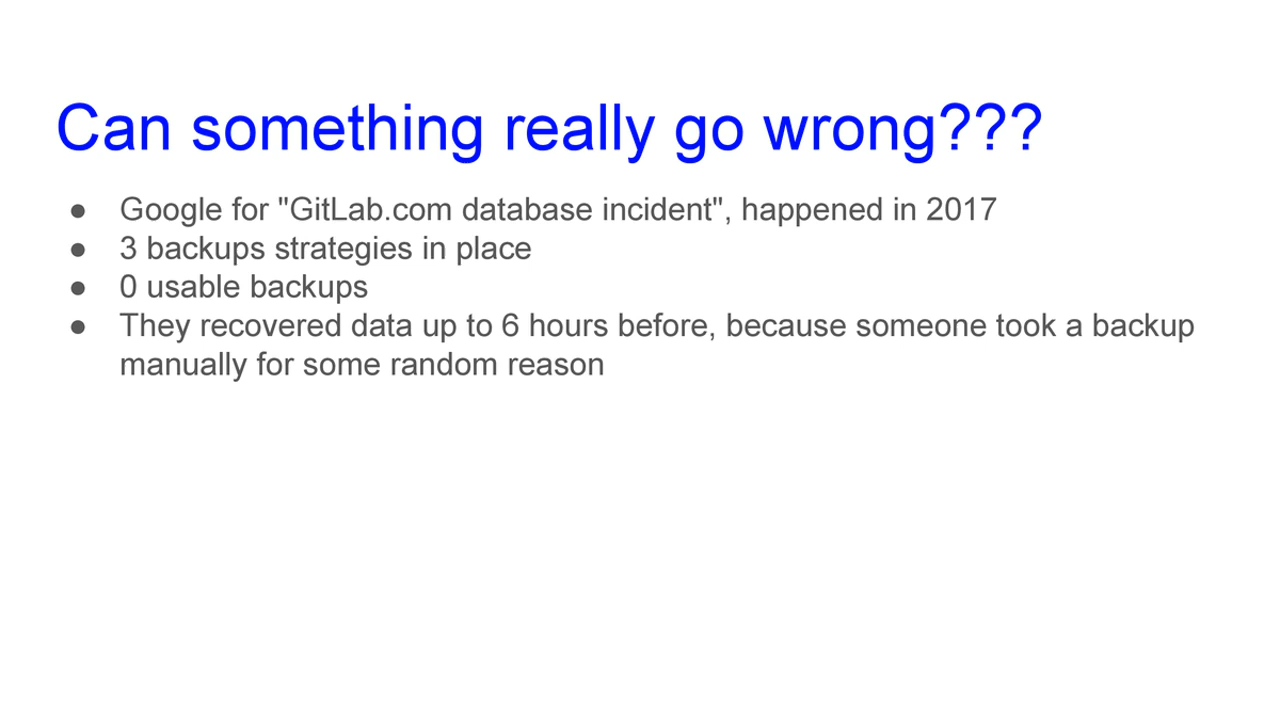 Can something really go wrong???
● Google for "GitLab.com database incident", happened in 2017
● 3 backups strategies in place
● 0 usable backups
● They recovered data up to 6 hours before, because someone took a backup
manually for some random reason